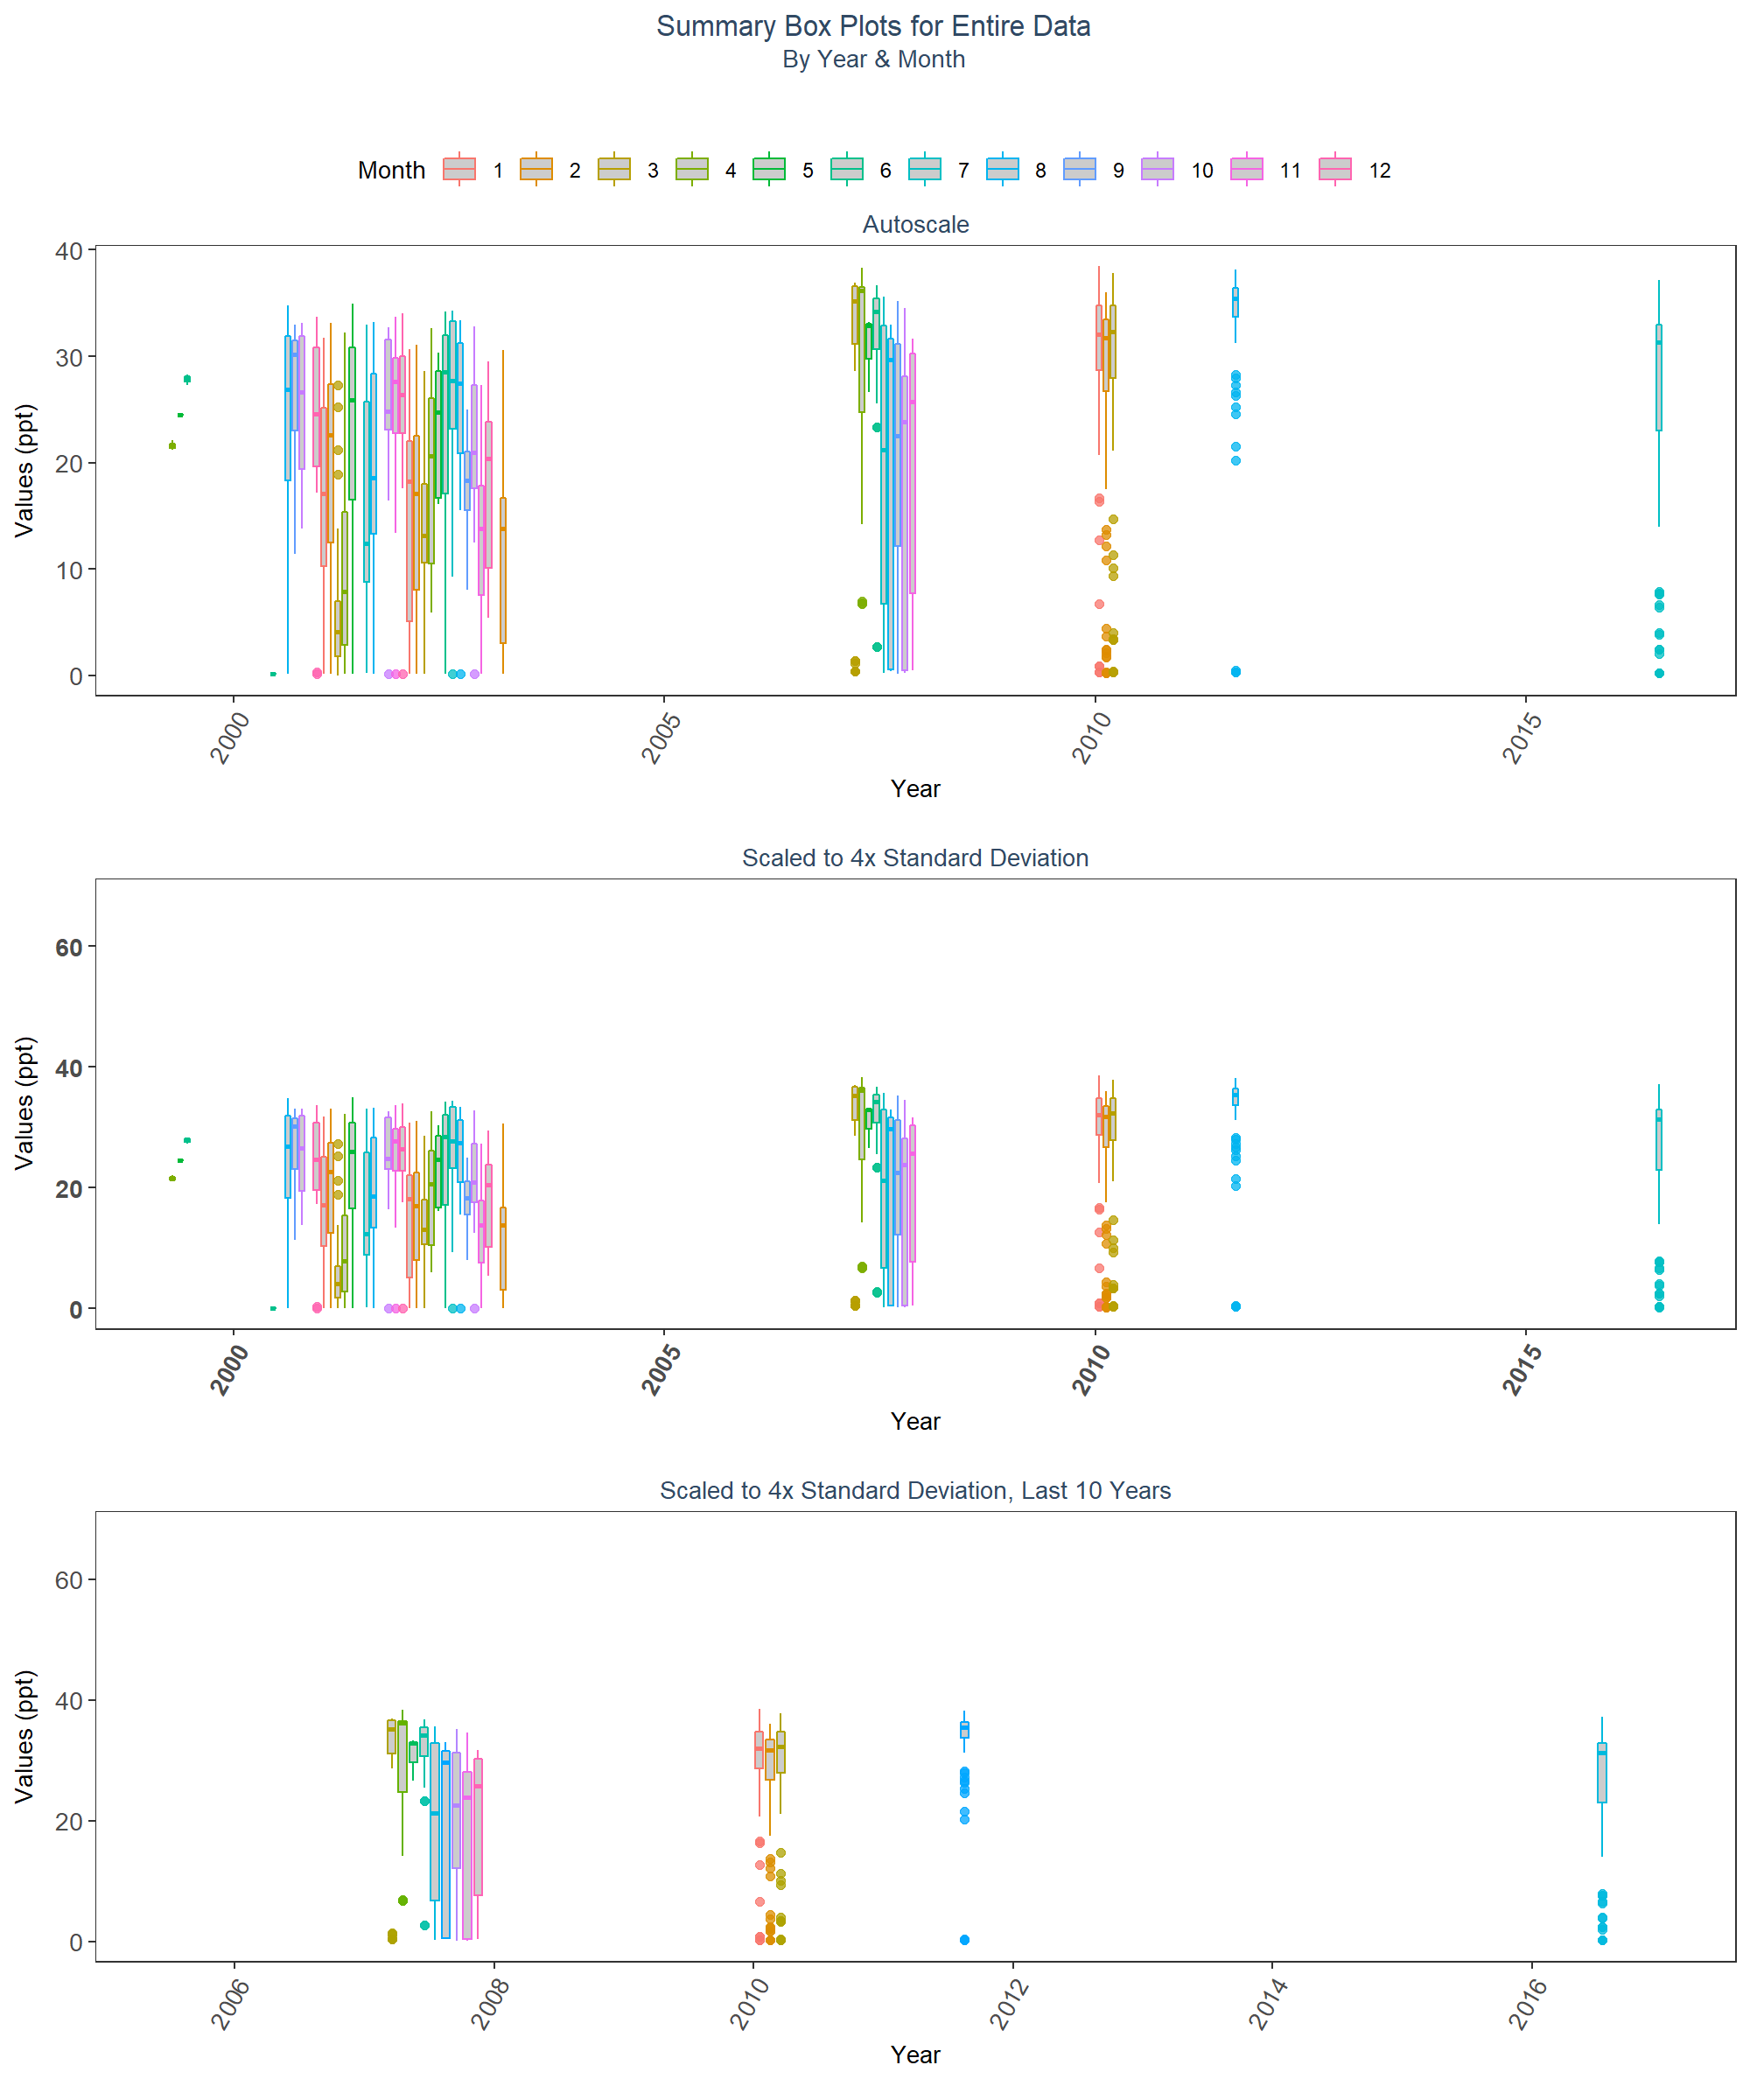 Summary Box Plots for Entire Data
By Year & Month
Month 1 2 3 4 5 6 7 8 9 10 11 12
Autoscale
Values (ppt)
40
30
20
10
0
2000 2005 2010 2015
Year
Scaled to 4x Standard Deviation
Values (ppt)
60
40
20
0
2000 2005 2010 2015
Year
Scaled to 4x Standard Deviation, Last 10 Years
Values (ppt)
60
40
20
0
2006 2008 2010 2012 2014 2016
Year